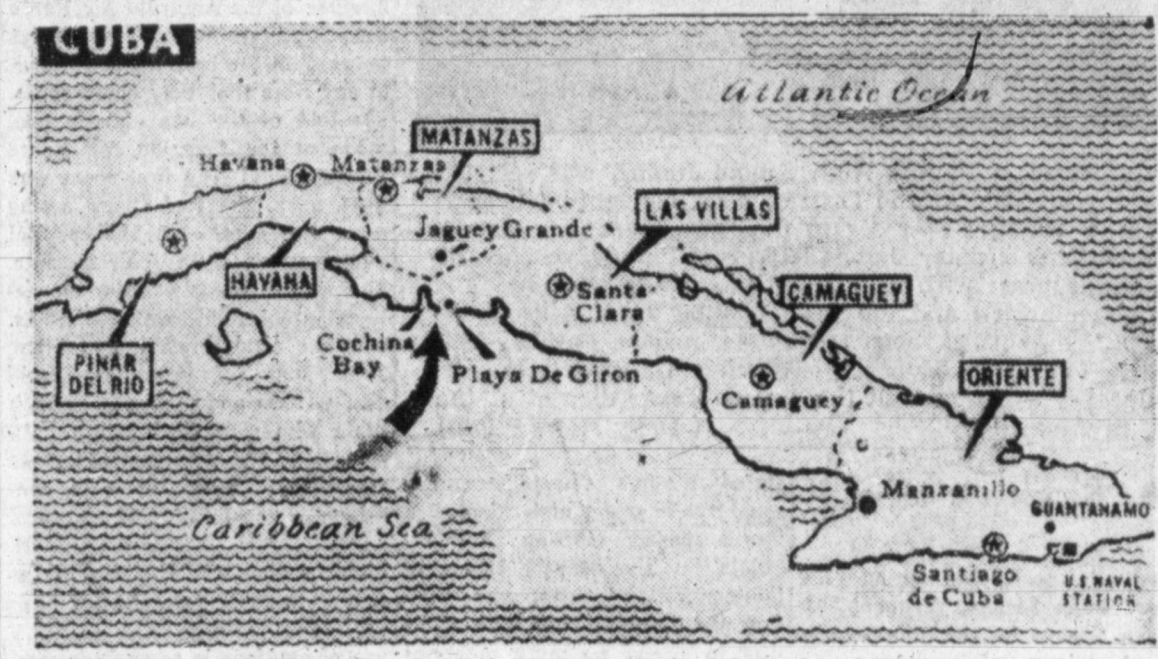 CUBA
Atlantic Ocean
MATANZAS
Havana
Matanzas
LAS VILLAS
Jaguey Grande
HAVANA
Santa
Clara
CAMAGUEY
PINAR
DEL RIO
Cochina
Bay
Playa De Giron
ORIENTE
Camaguey
Manzanillo
GUANTANAMO
Caribbean Sea
Santiago
de Cuba
U.S. NAVAL
STATION